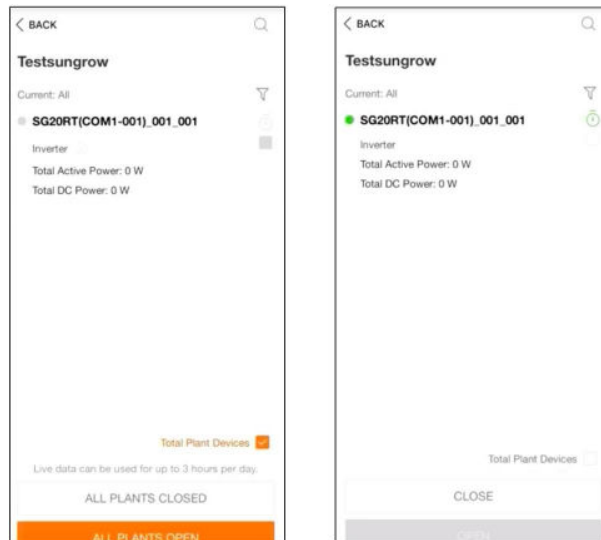 BACK
Testsungrow
Current: All
SG20RT(COM1-001)_001_001
Inverter
Total Active Power: 0 W
Total DC Power: 0 W
Total Plant Devices
Live data can be used for up to 3 hours per day.
ALL PLANTS CLOSED
ALL PLANTS OPEN
BACK
Testsungrow
Current: All
SG20RT(COM1-001)_001_001
Inverter
Total Active Power: 0 W
Total DC Power: 0 W
Total Plant Devices
CLOSE
OPEN